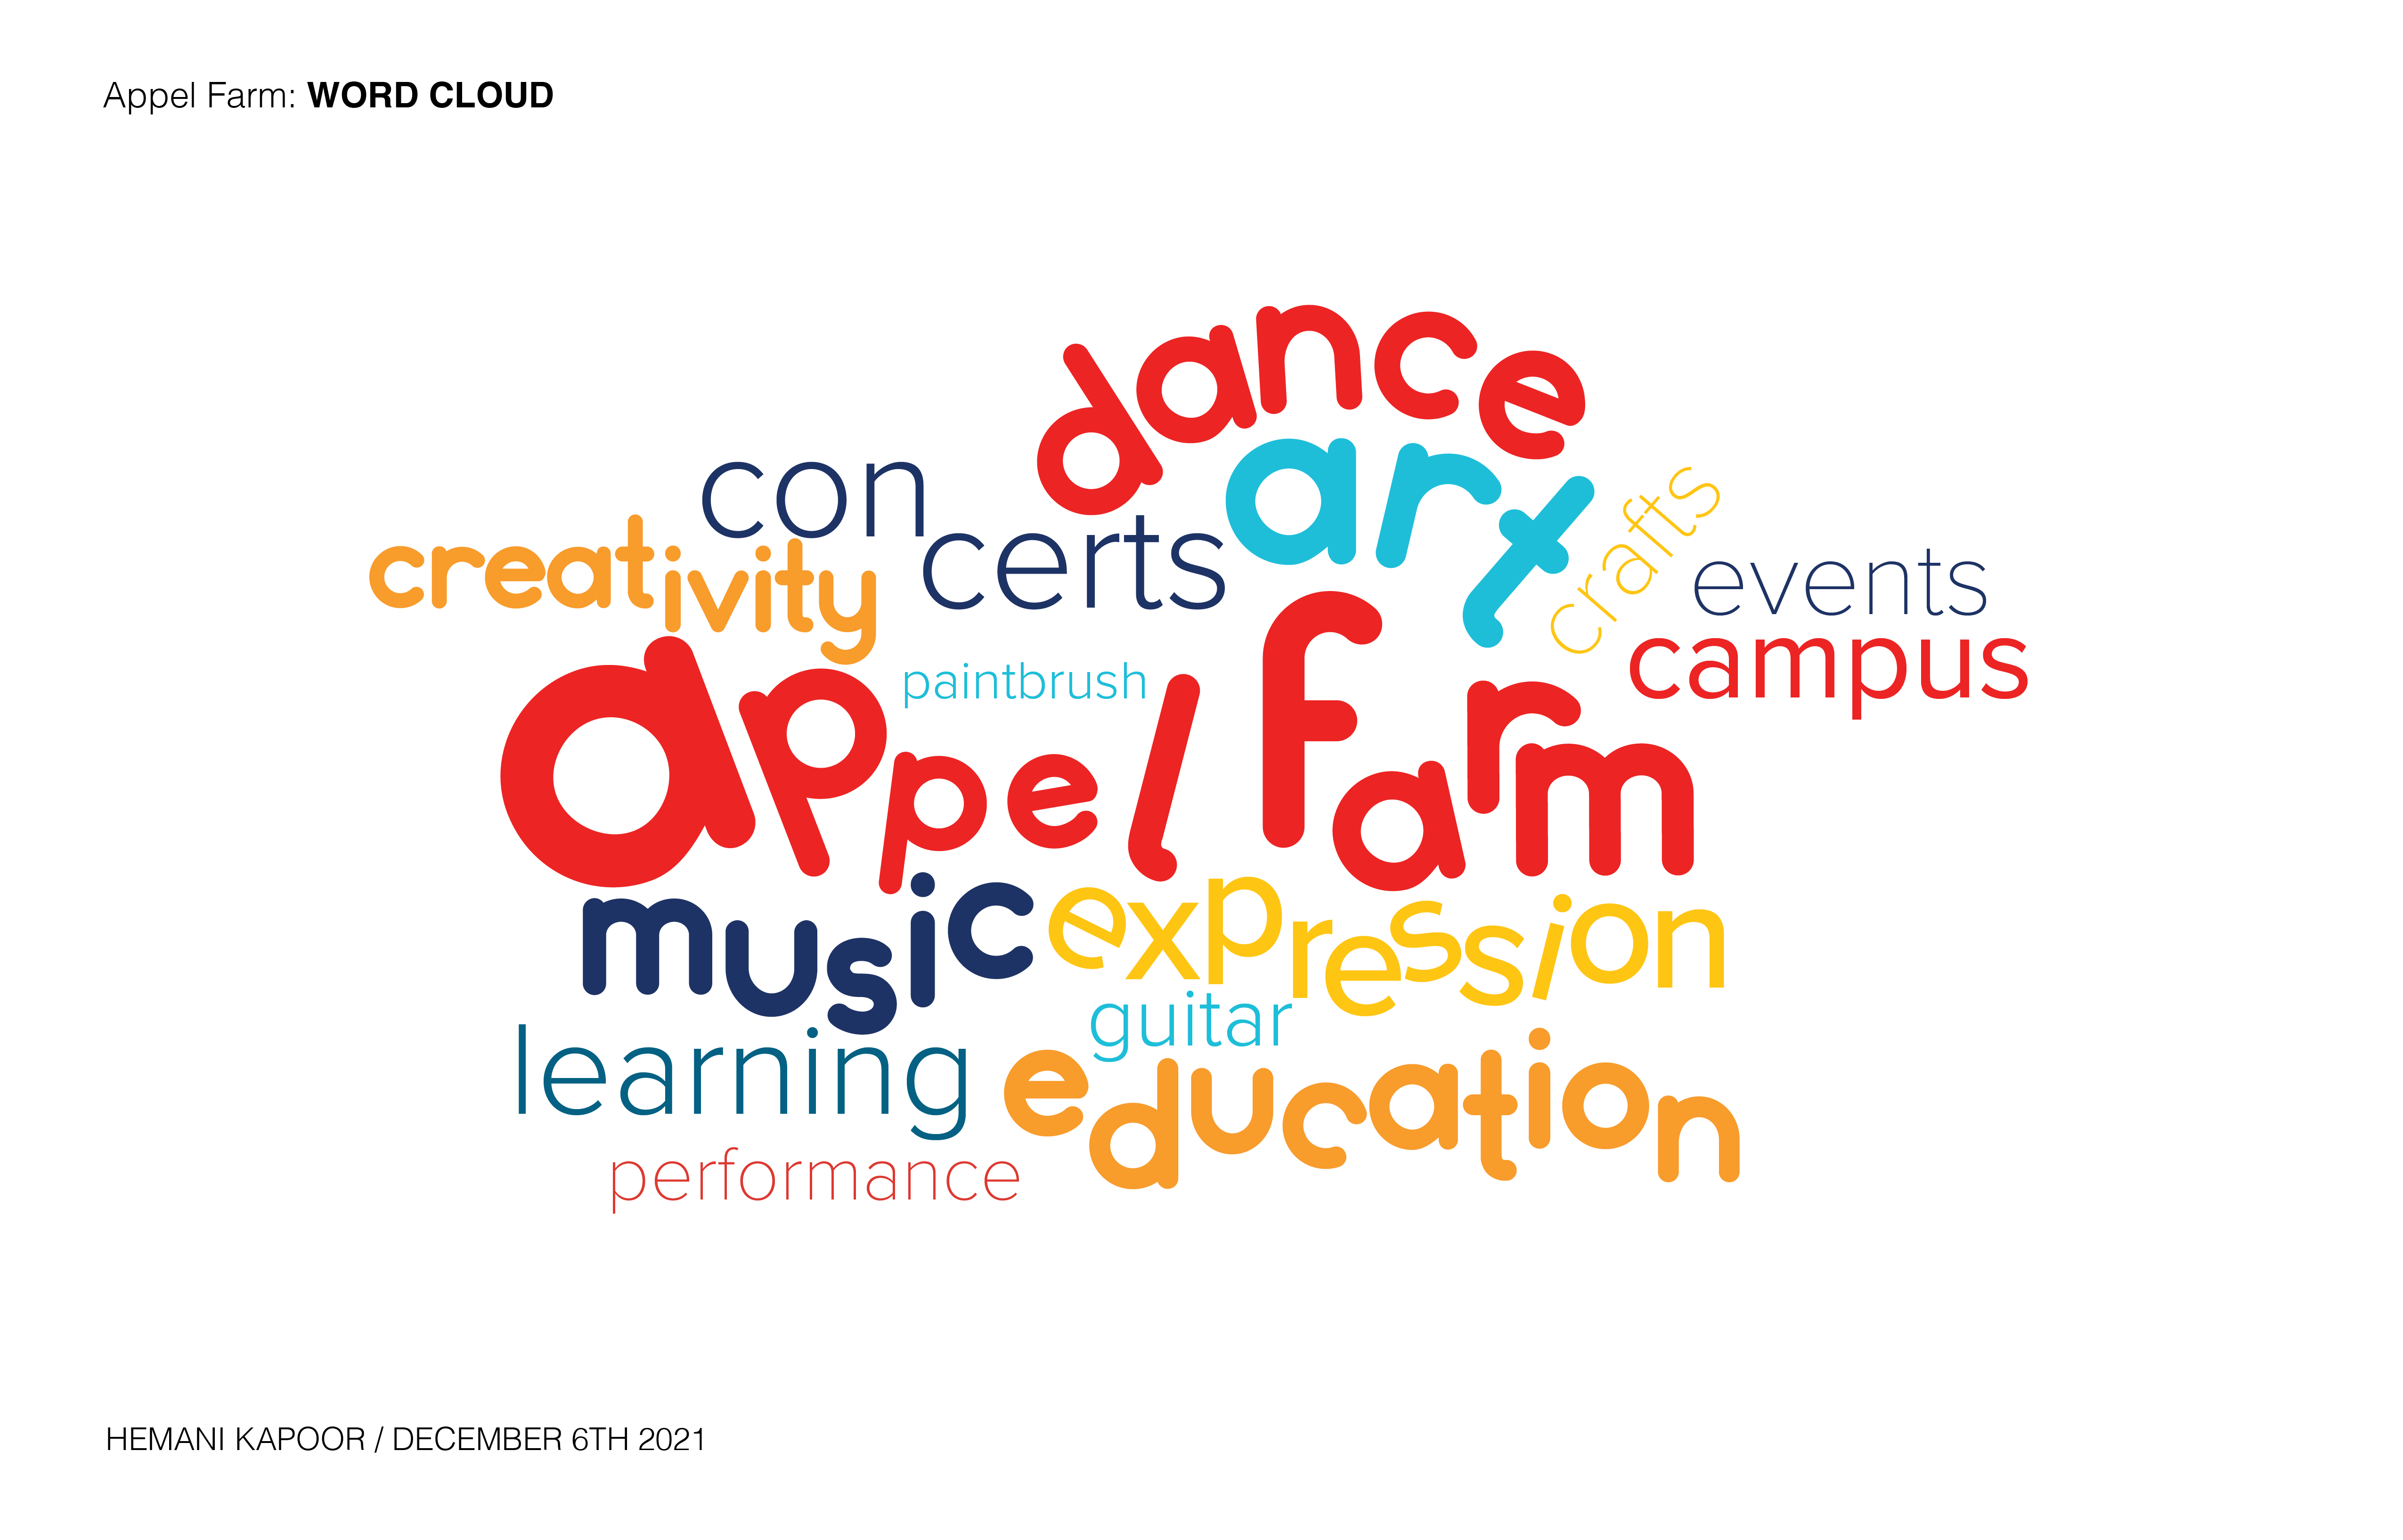 Appel Farm: WORD CLOUD
dance
con
certs
art
crafts
creativity
events
campus
paintbrush
appel farm
music
expression
guitar
learning
education
performance
HEMANI KAPOOR / DECEMBER 6TH 2021